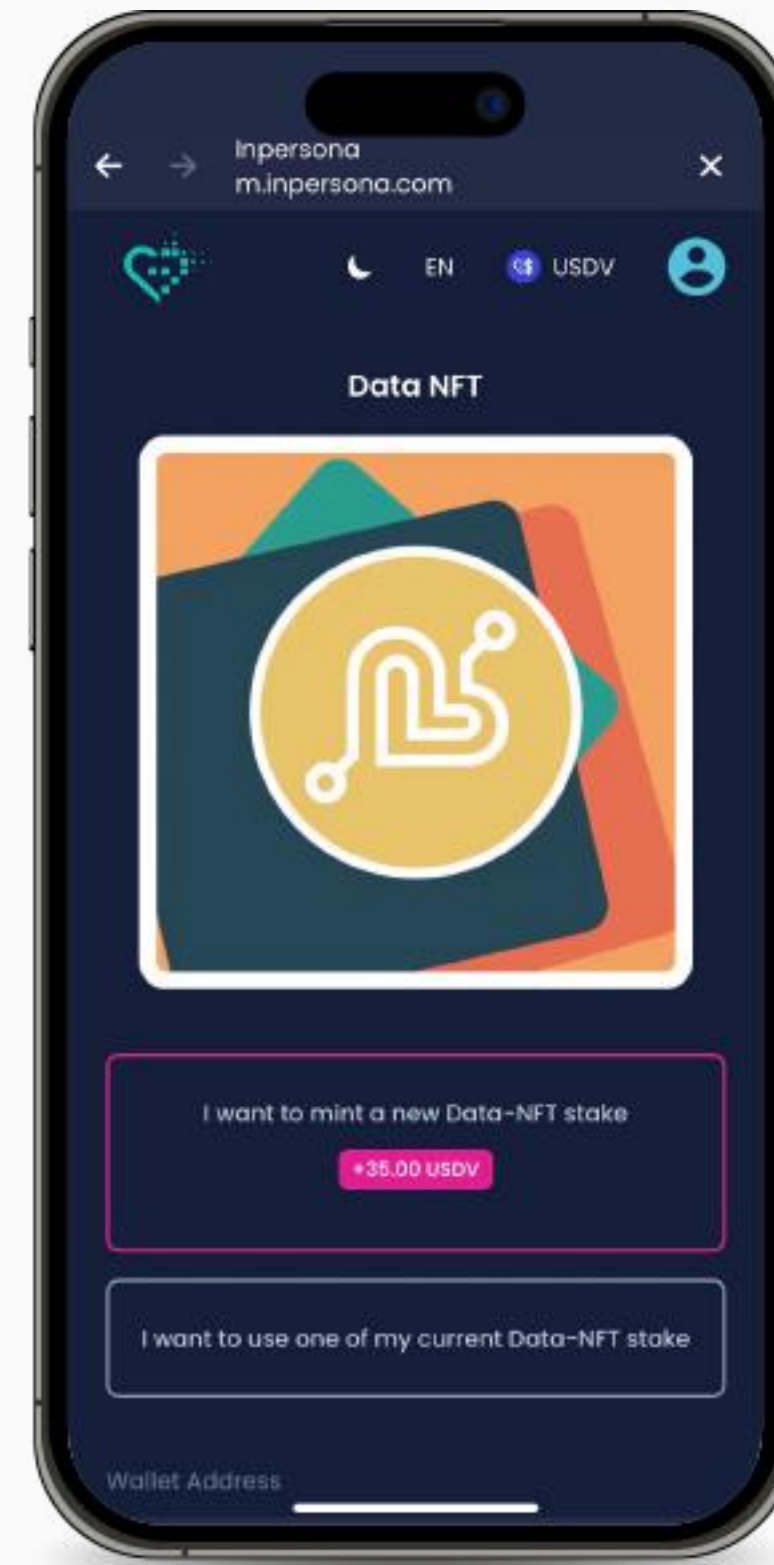 Inpersona
m.inpersona.com
EN
USDV
Data NFT
I want to mint a new Data-NFT stake
+35.00 USDV
I want to use one of my current Data-NFT stake
Wallet Address